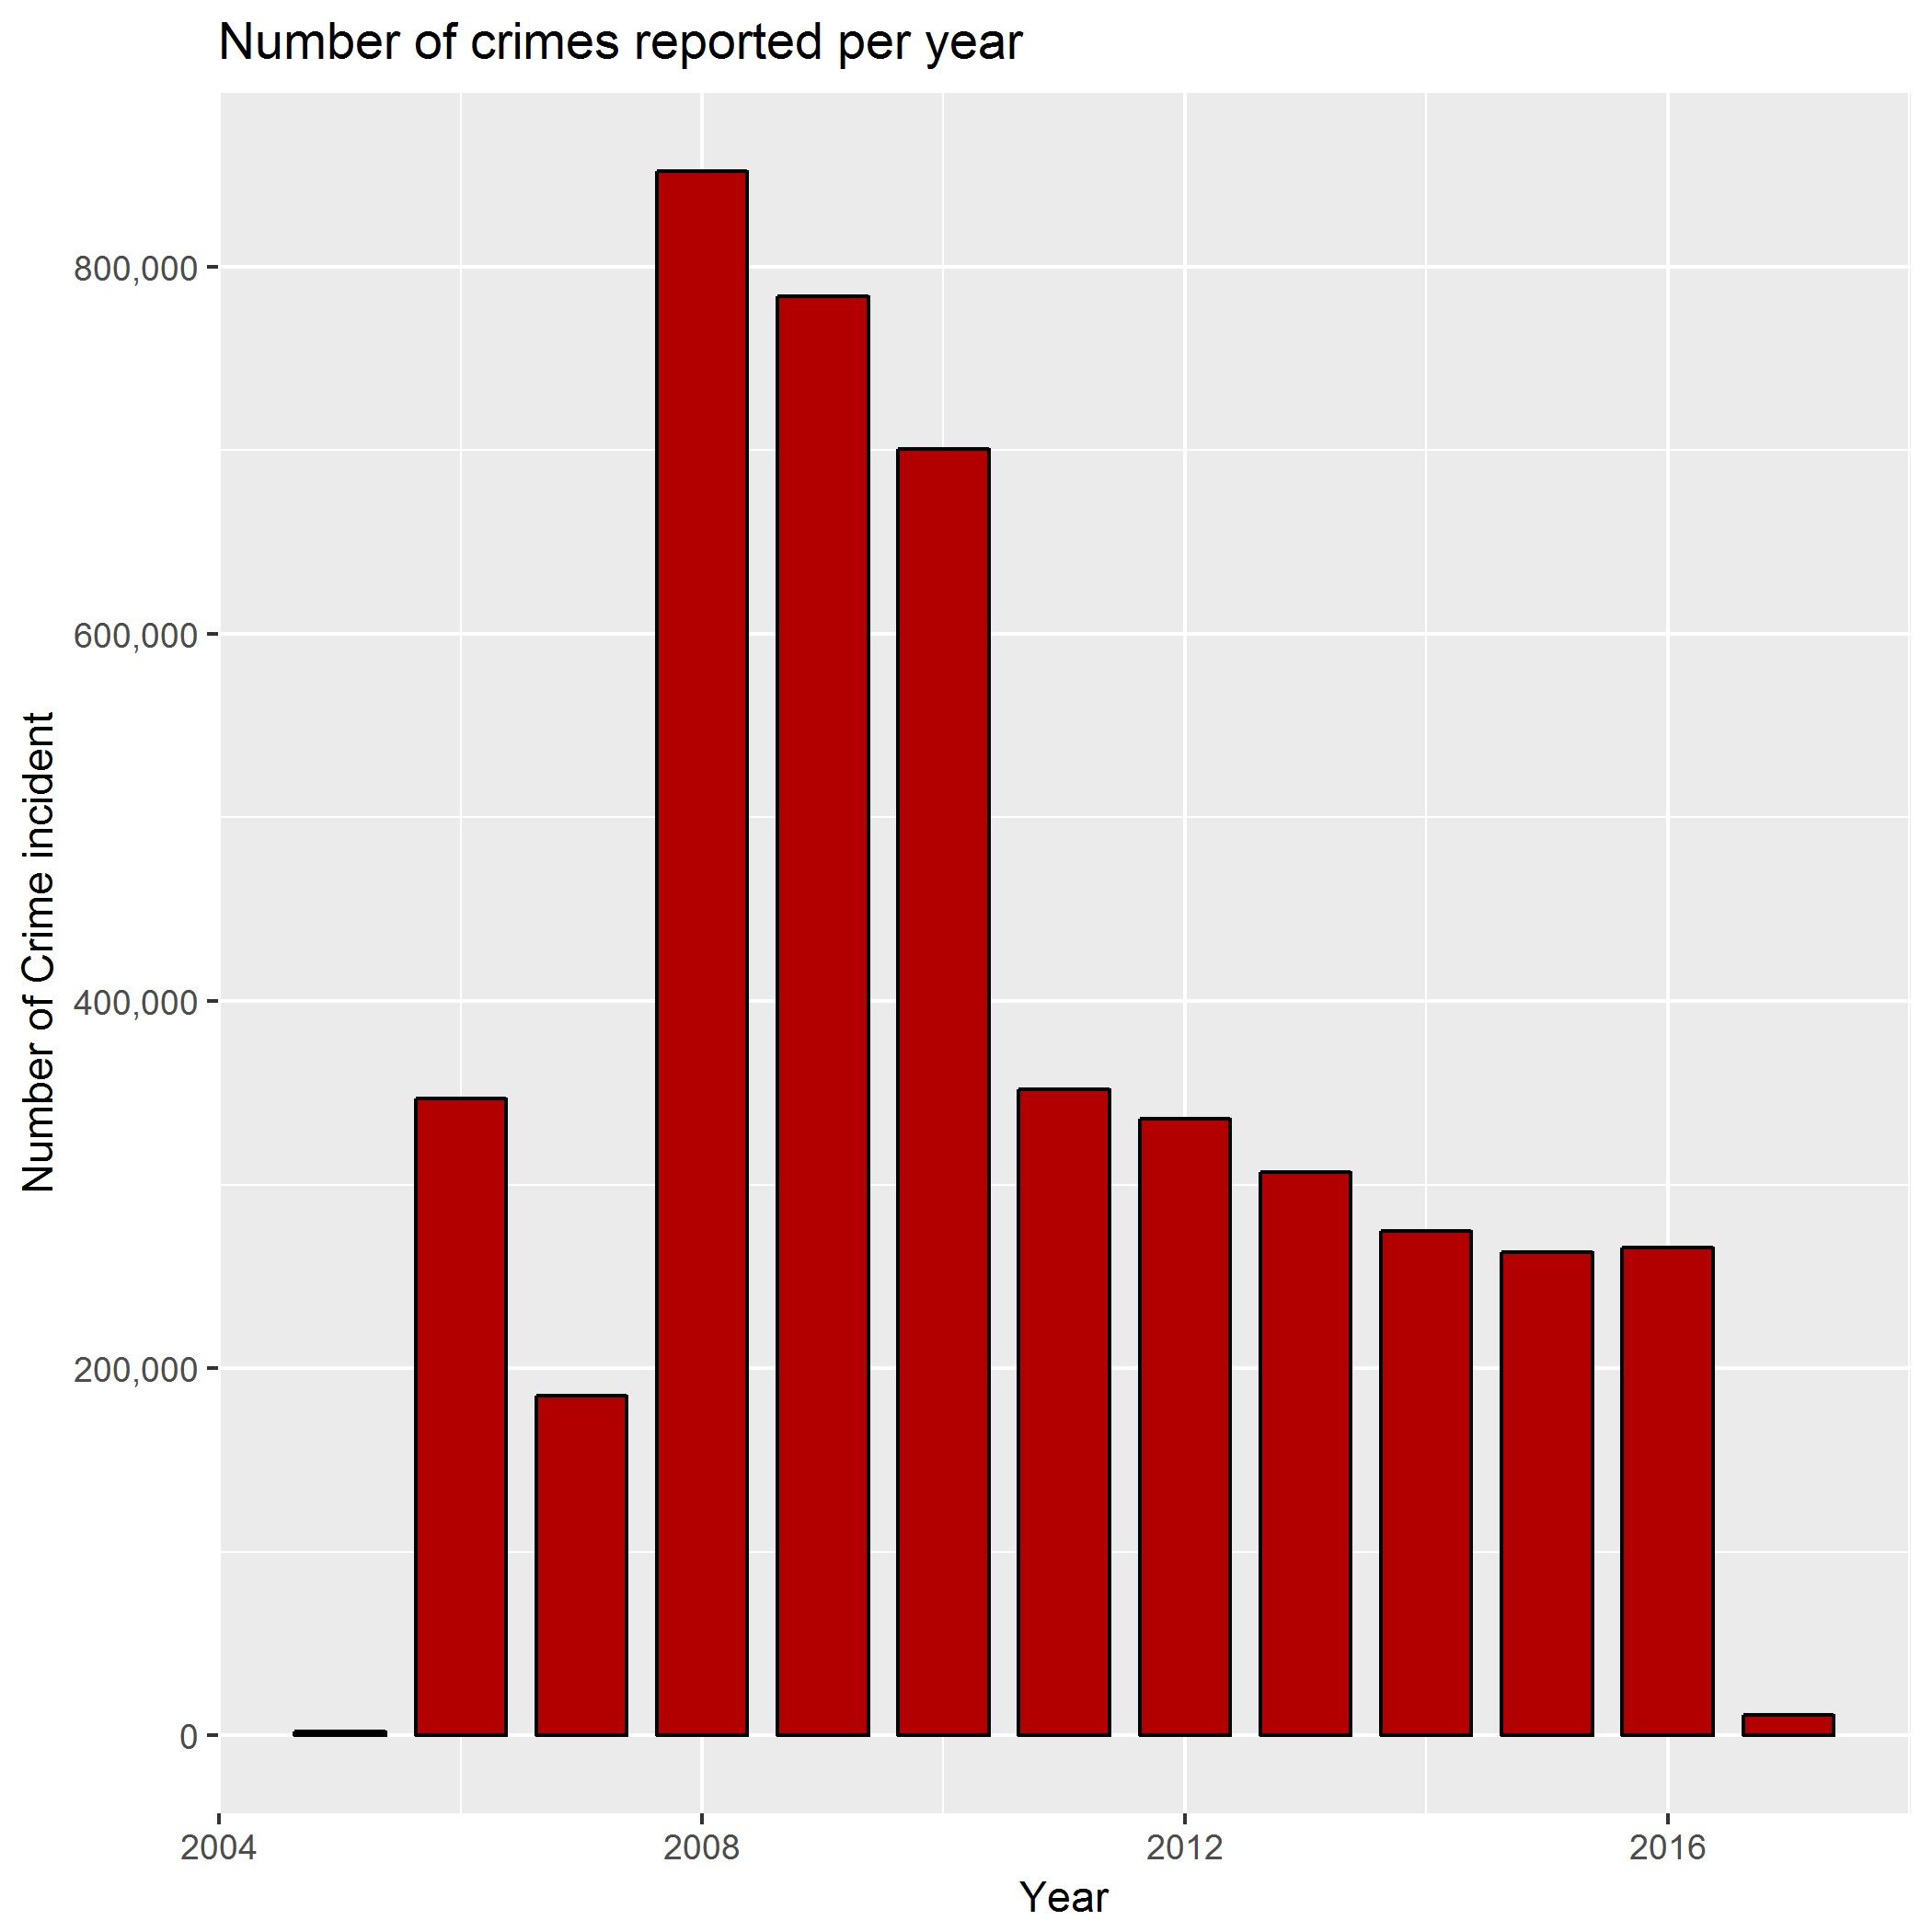 Number of crimes reported per year
Number of Crime incident
800,000
600,000
400,000
200,000
0
2004 2008 2012 2016
Year